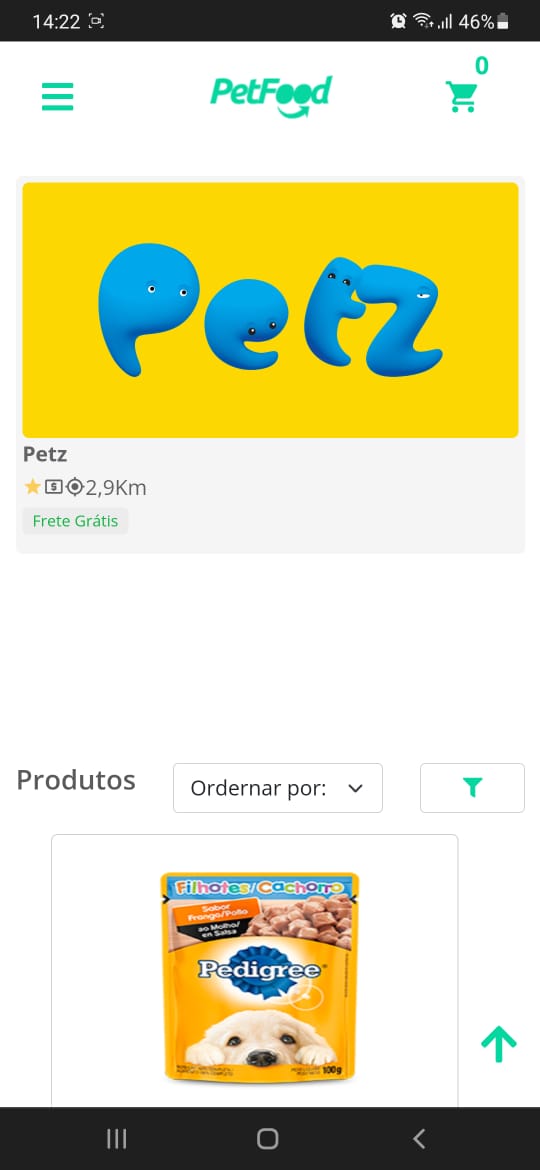 14:22
46%
PetFood
0
Petz
Petz
2,9Km
Frete Grátis
Produtos
Ordernar por:
Filhotes/Cachorro
Sabor
Frango/Pollo
ao Molho/
en Salsa
Pedigree®
100g